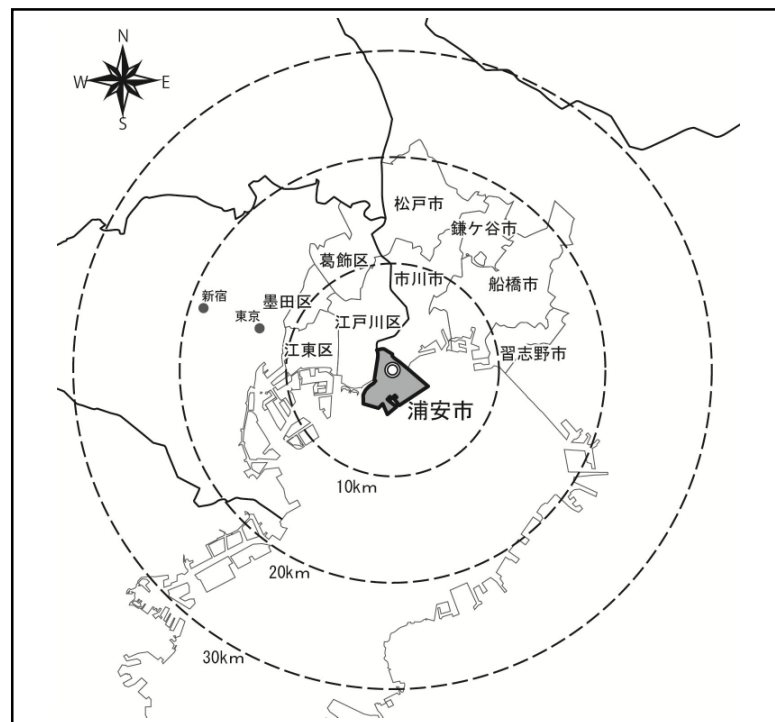 N
W
E
S
松戸市
鎌ケ谷市
葛飾区
市川市
船橋市
新宿
墨田区
東京
江戸川区
江東区
習志野市
浦安市
10km
20km
30km